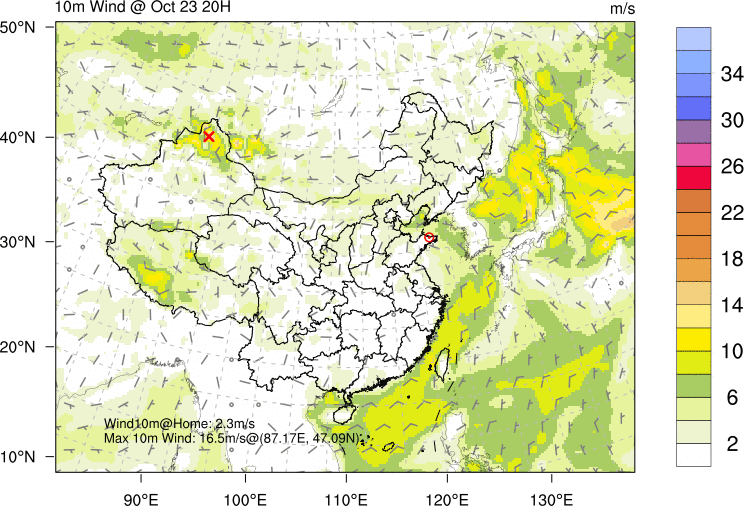 10m Wind @ Oct 23 20H
m/s
50°N
40°N
30°N
20°N
10°N
Wind10m@Home: 2.3m/s
Max 10m Wind: 16.5m/s@(87.17E, 47.09N)
90°E
100°E
110°E
120°E
130°E
34
30
26
22
18
14
10
6
2